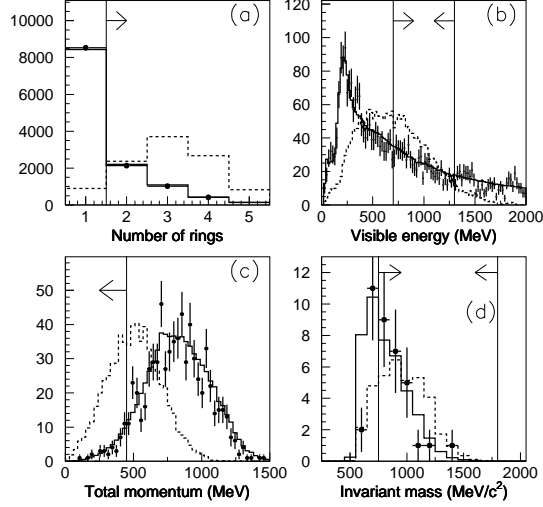 10000
8000
6000
4000
2000
0
(a)
1 2 3 4 5
Number of rings
120
100
80
60
40
20
0
(b)
0 500 1000 1500 2000
Visible energy (MeV)
50
40
30
20
10
0
(c)
0 500 1000 1500
Total momentum (MeV)
12
10
8
6
4
2
0
(d)
500 1000 1500 2000
Invariant mass (MeV/c²)